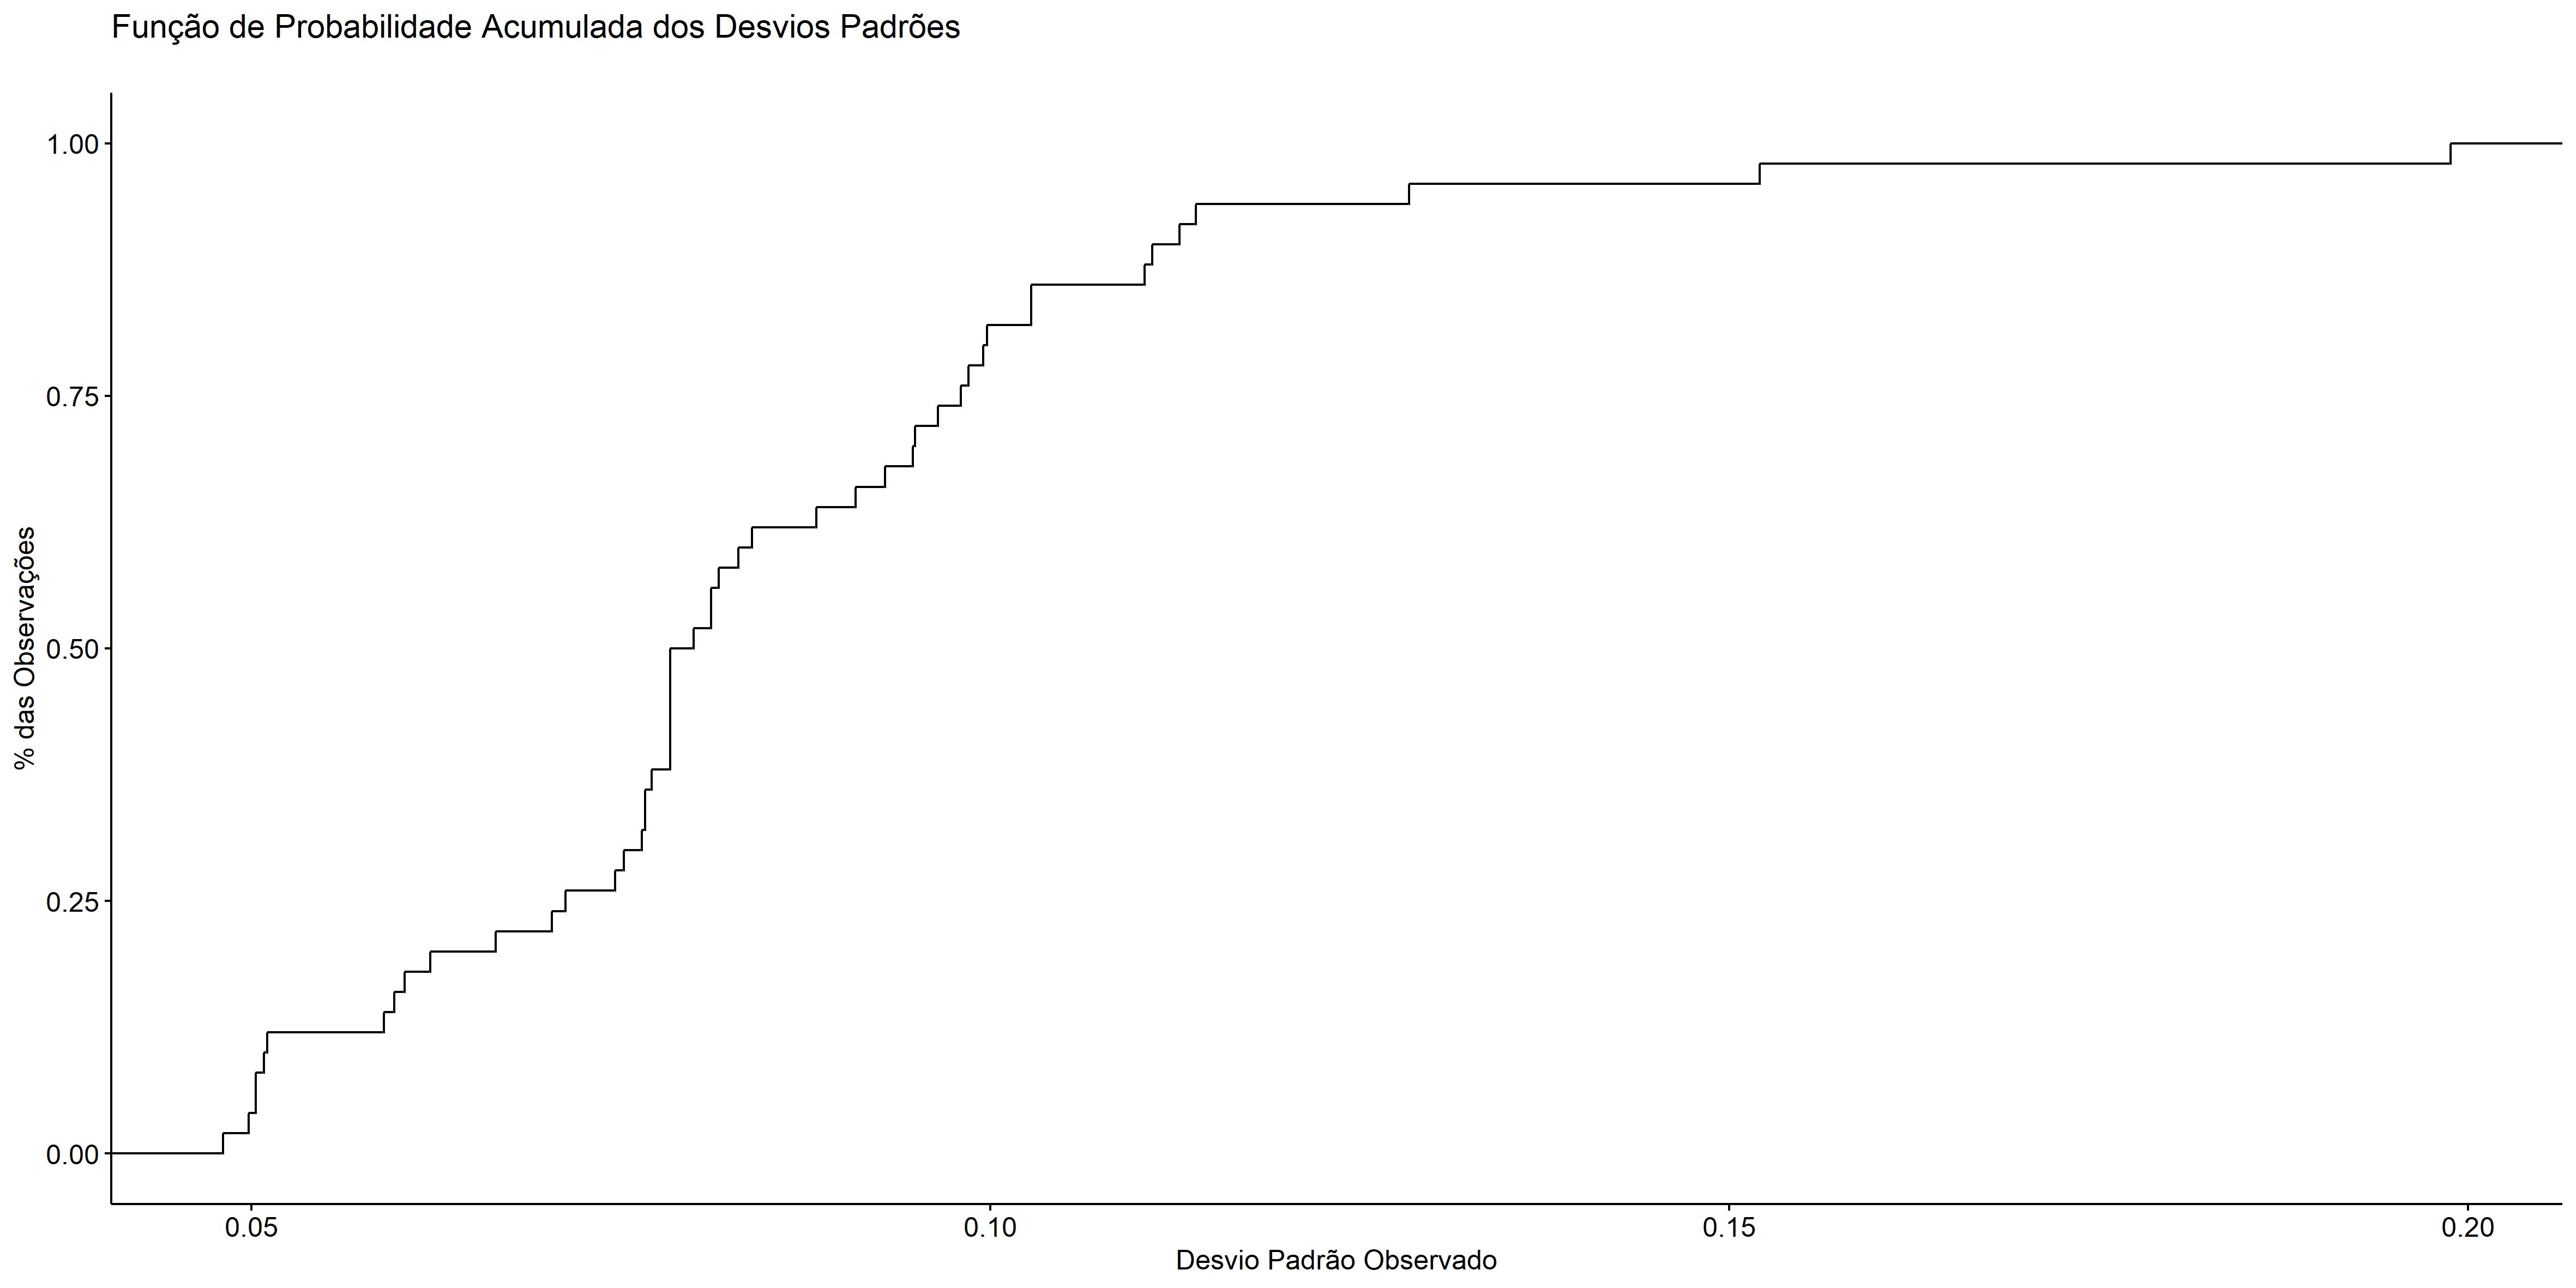 Função de Probabilidade Acumulada dos Desvios Padrões
1.00
0.75
0.50
0.25
0.00
% das Observações
0.05 0.10 0.15 0.20
Desvio Padrão Observado